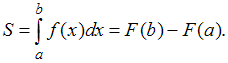 S = ∫_a^b f(x)dx = F(b) − F(a).